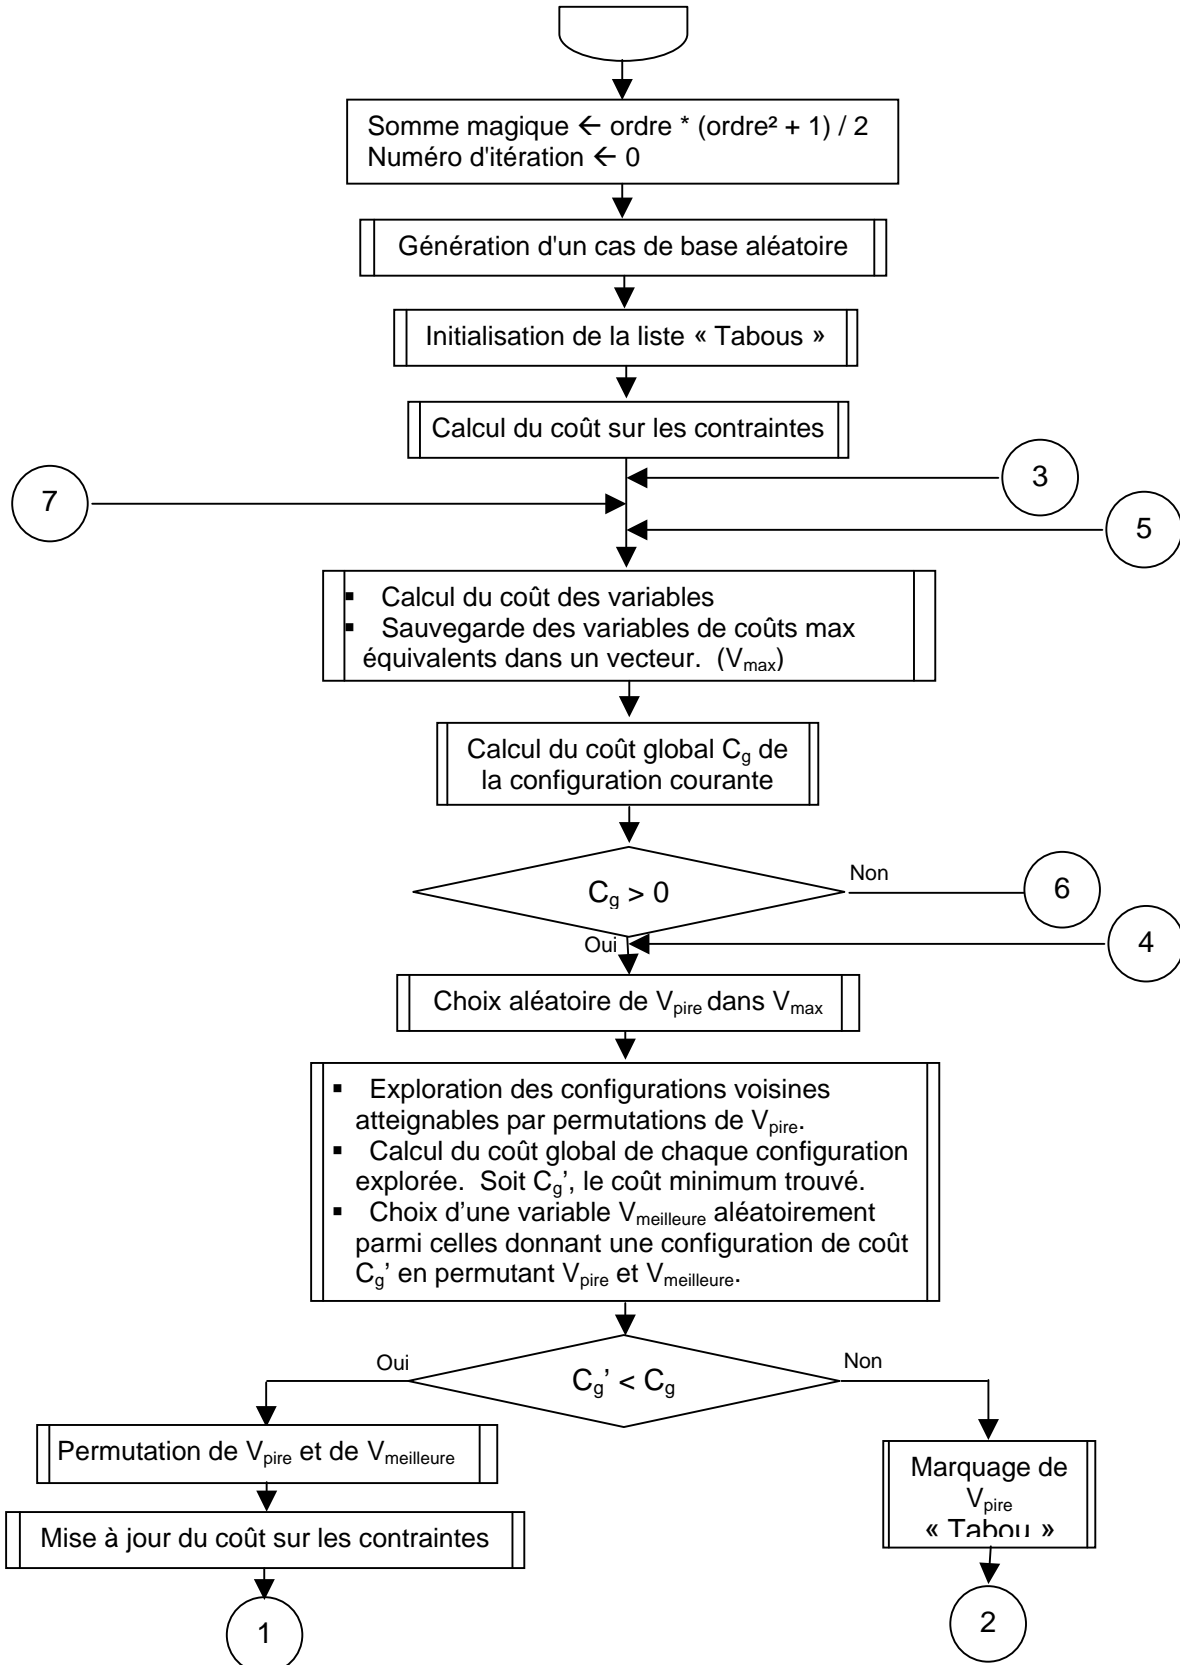 Somme magique ← ordre * (ordre² + 1) / 2
Numéro d'itération ← 0
Génération d'un cas de base aléatoire
Initialisation de la liste « Tabous »
Calcul du coût sur les contraintes
3
7
5
▪ Calcul du coût des variables
▪ Sauvegarde des variables de coûts max
équivalents dans un vecteur. (Vmax)
Calcul du coût global Cg de
la configuration courante
Cg > 0
Non
6
Oui
4
Choix aléatoire de Vpire dans Vmax
▪ Exploration des configurations voisines
atteignables par permutations de Vpire.
▪ Calcul du coût global de chaque configuration
explorée. Soit Cg’, le coût minimum trouvé.
▪ Choix d’une variable Vmeilleure aléatoirement
parmi celles donnant une configuration de coût
Cg’ en permutant Vpire et Vmeilleure.
Oui
Cg’ < Cg
Non
Permutation de Vpire et de Vmeilleure
Mise à jour du coût sur les contraintes
Marquage de
Vpire
« Tabou »
1
2